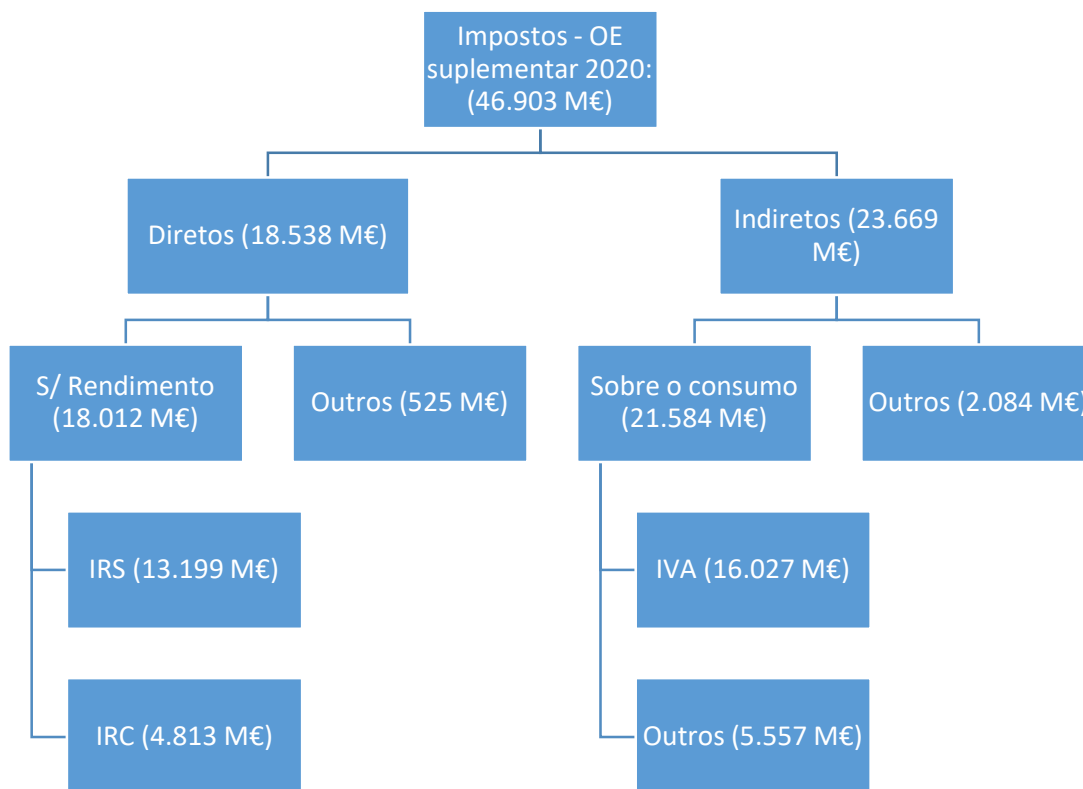 Impostos - OE
suplementar 2020:
(46.903 M€)
Diretos (18.538 M€)
Indiretos (23.669
M€)
S/ Rendimento
(18.012 M€)
Outros (525 M€)
Sobre o consumo
(21.584 M€)
Outros (2.084 M€)
IRS (13.199 M€)
IVA (16.027 M€)
IRC (4.813 M€)
Outros (5.557 M€)